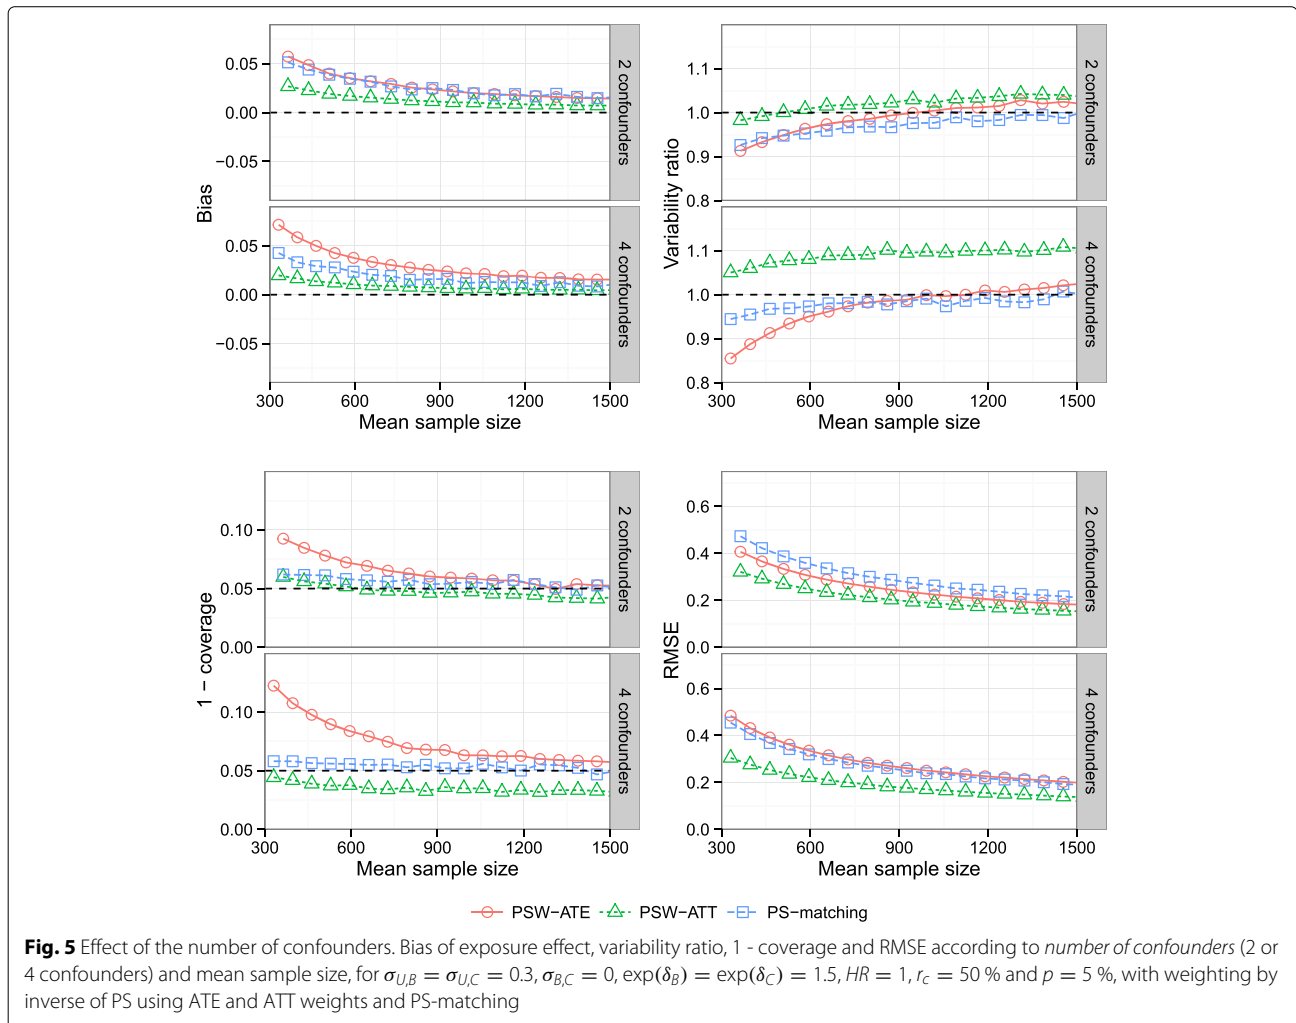 0.05
0.00
−0.05
2 confounders
0.05
0.00
−0.05
4 confounders
Bias
300 600 900 1200 1500
Mean sample size
1.1
1.0
0.9
0.8
2 confounders
1.1
1.0
0.9
0.8
4 confounders
Variability ratio
300 600 900 1200 1500
Mean sample size
0.10
0.05
0.00
2 confounders
0.10
0.05
0.00
4 confounders
1 − coverage
300 600 900 1200 1500
Mean sample size
0.6
0.4
0.2
0.0
2 confounders
0.6
0.4
0.2
0.0
4 confounders
RMSE
300 600 900 1200 1500
Mean sample size
PSW−ATE PSW−ATT PS−matching
Fig. 5 Effect of the number of confounders. Bias of exposure effect, variability ratio, 1 - coverage and RMSE according to number of confounders (2 or
4 confounders) and mean sample size, for σU,B = σU,C = 0.3, σB,C = 0, exp(δB) = exp(δC) = 1.5, HR = 1, rc = 50 % and p = 5 %, with weighting by
inverse of PS using ATE and ATT weights and PS-matching